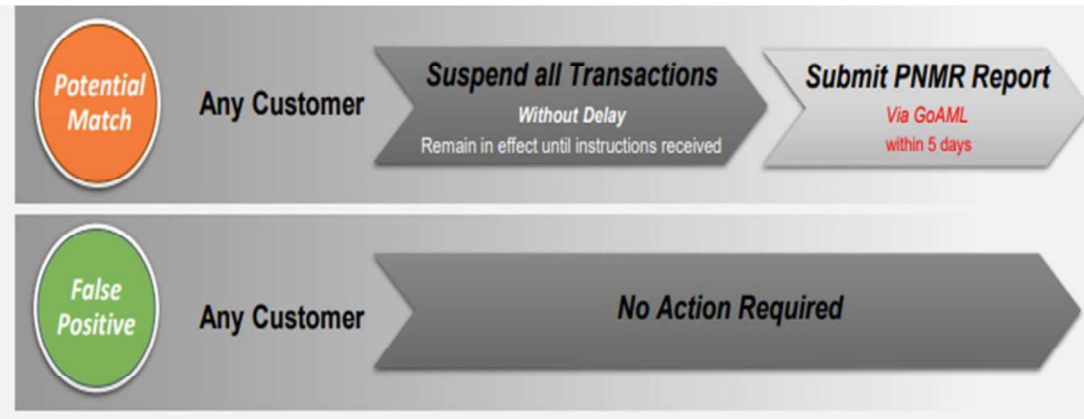 Potential
Match
Any Customer
Suspend all Transactions
Without Delay
Remain in effect until instructions received
Submit PNMR Report
Via GoAML
within 5 days
False
Positive
Any Customer
No Action Required